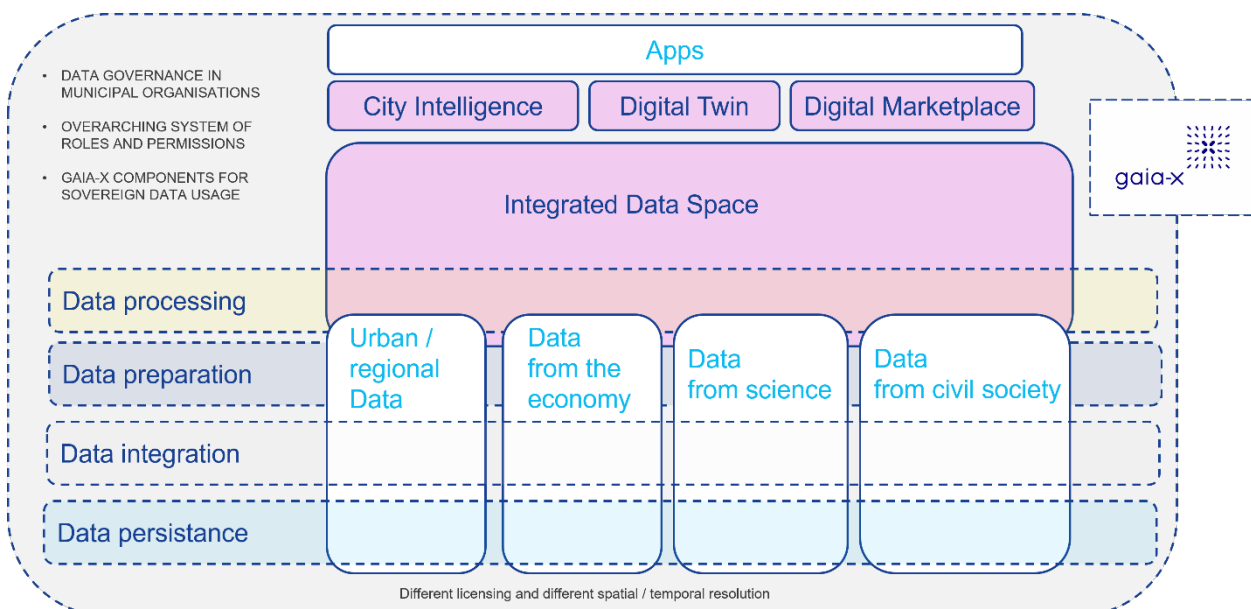 Apps
• DATA GOVERNANCE IN
MUNICIPAL ORGANISATIONS
• OVERARCHING SYSTEM OF
ROLES AND PERMISSIONS
• GAIA-X COMPONENTS FOR
SOVEREIGN DATA USAGE
City Intelligence
Digital Twin
Digital Marketplace
gaia-x
Integrated Data Space
Data processing
Data preparation
Data integration
Data persistance
Urban /
regional
Data
Data
from the
economy
Data
from science
Data
from civil society
Different licensing and different spatial / temporal resolution